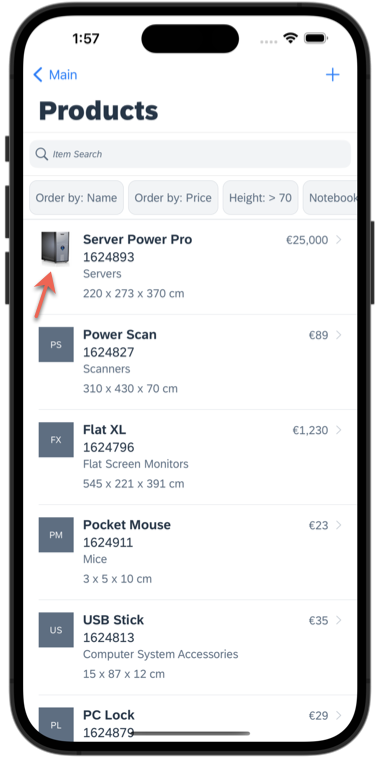 1:57
Main
+
Products
Item Search
Order by: Name
Order by: Price
Height: > 70
Notebook
Server Power Pro
€25,000
1624893
Servers
220 x 273 x 370 cm
PS
Power Scan
€89
1624827
Scanners
310 x 430 x 70 cm
FX
Flat XL
€1,230
1624796
Flat Screen Monitors
545 x 221 x 391 cm
PM
Pocket Mouse
€23
1624911
Mice
3 x 5 x 10 cm
US
USB Stick
€35
1624813
Computer System Accessories
15 x 87 x 12 cm
PL
PC Lock
€29
1624879